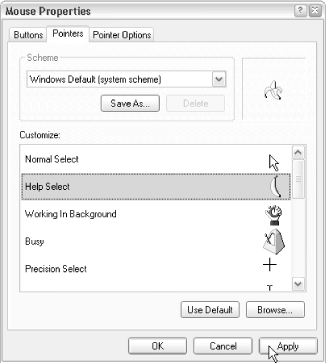 Mouse Properties
Buttons
Pointers
Pointer Options
Scheme
Windows Default (system scheme)
Save As...
Delete
Customize:
Normal Select
Help Select
Working In Background
Busy
Precision Select
Use Default
Browse...
OK
Cancel
Apply